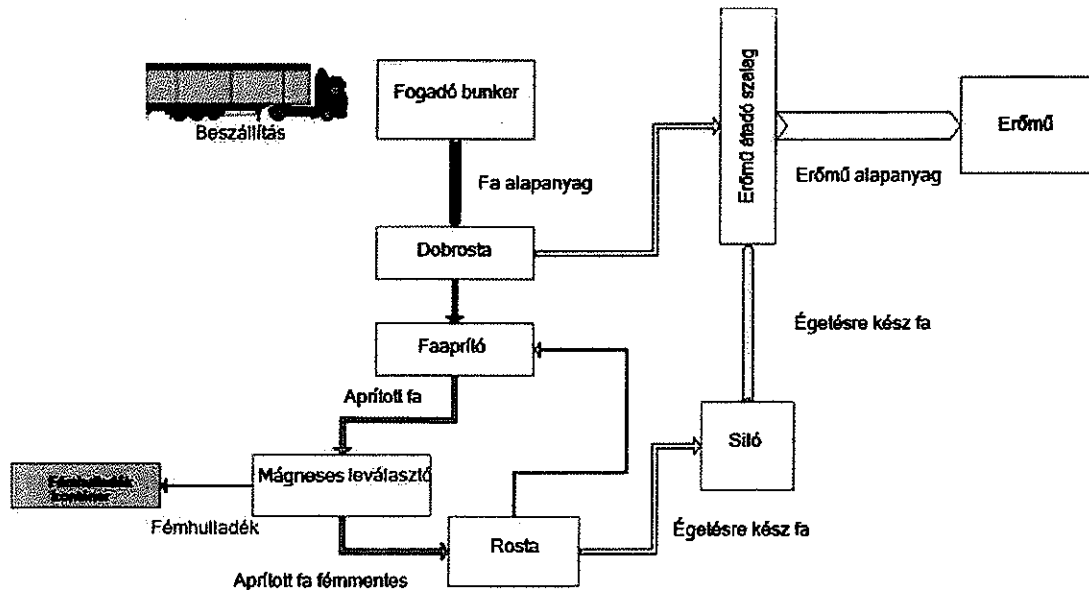 Fogadó bunker
Beszállítás
Fa alapanyag
Dobrosta
Erőmű átadó szalag
Erőmű
Erőmű alapanyag
Faaprító
Égetésre kész fa
Aprított fa
Siló
Mágneses leválasztó
Fémhulladék
Fémhulladék
Rosta
Égetésre kész fa
Aprított fa fémmentes